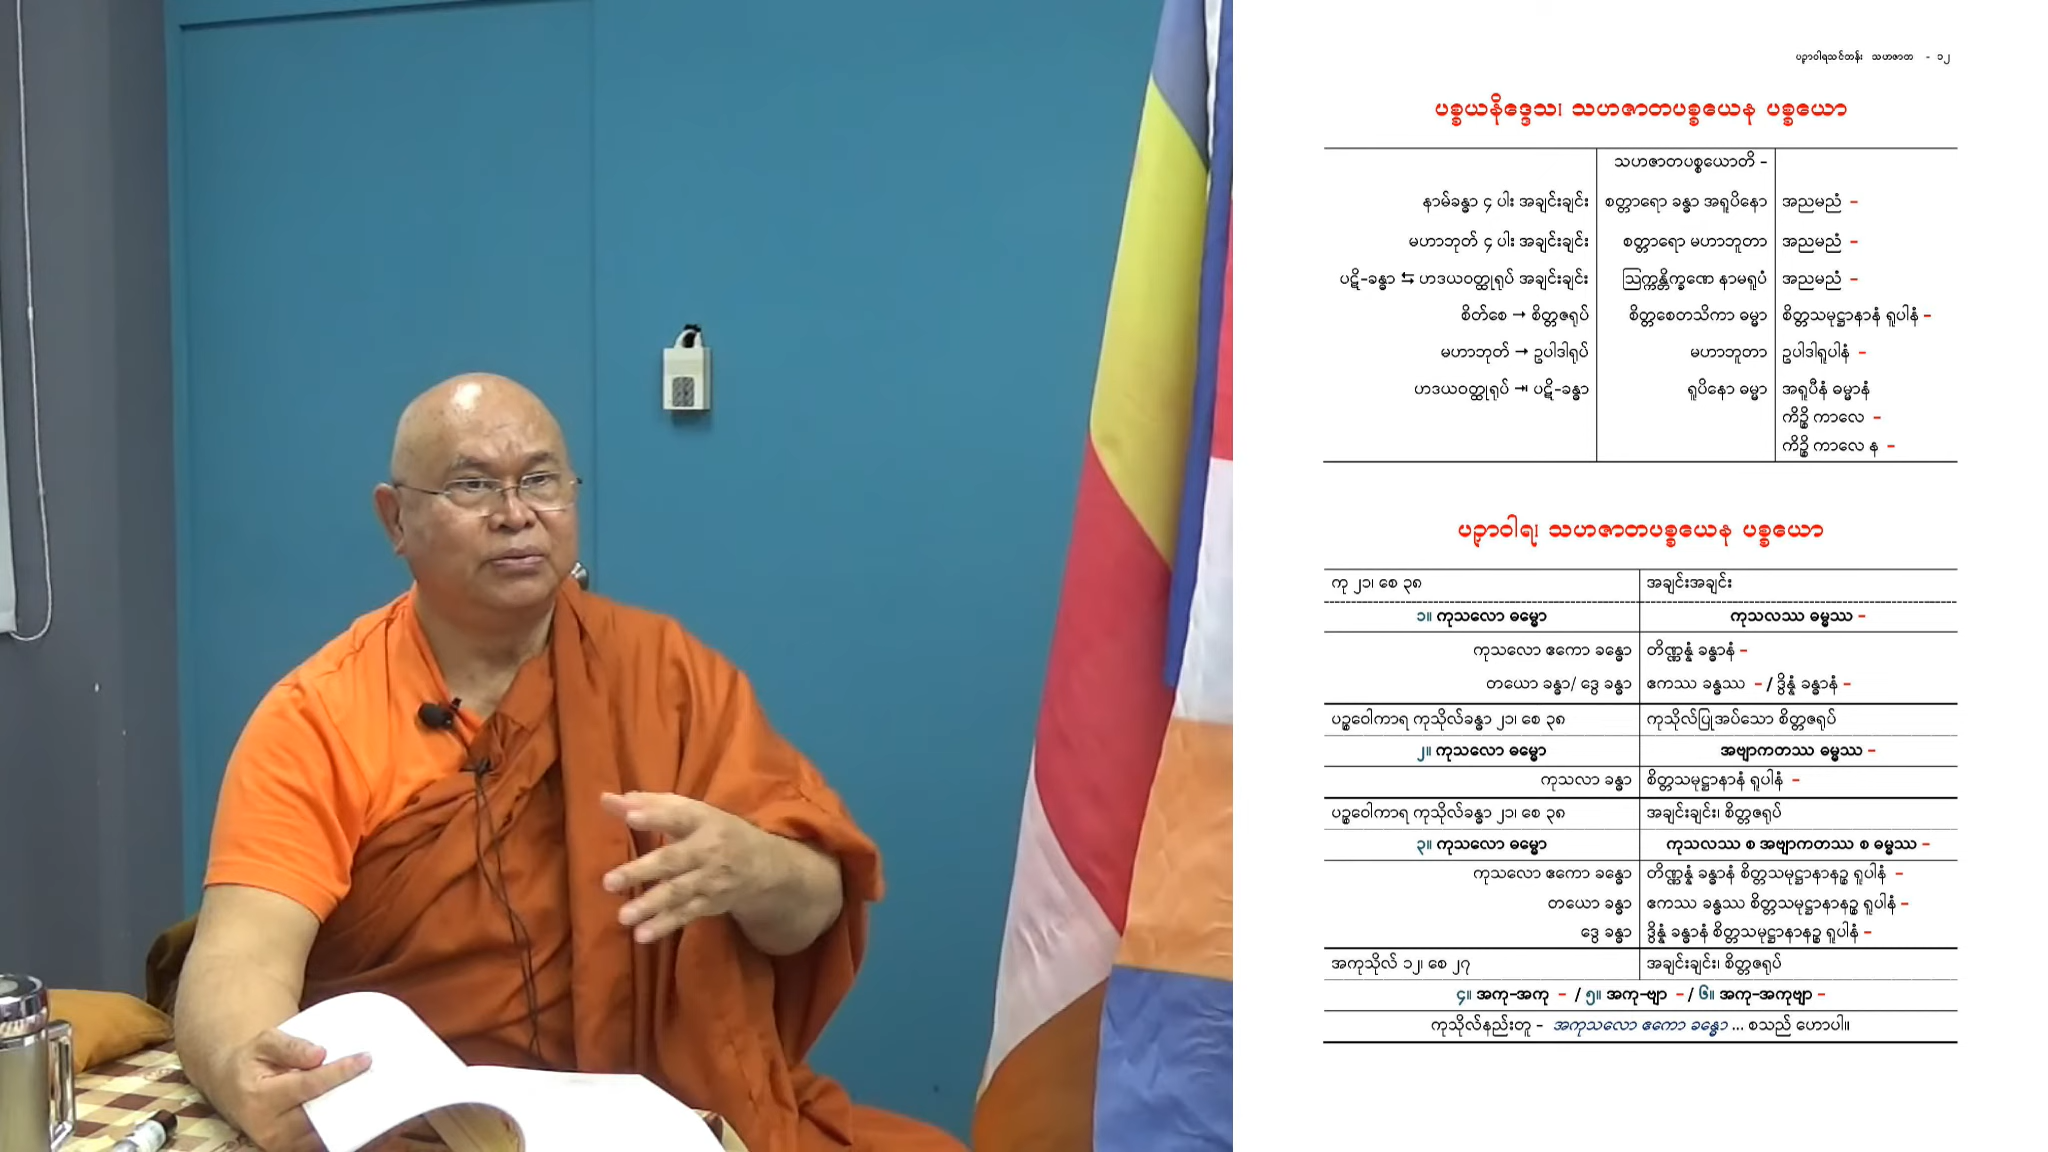 ပဉှာဝါရသင်တန်း သဟဇာတ - ၁၂
ပစ္စယနိဒ္ဒေသ၊ သဟဇာတပစ္စယေန ပစ္စယော
သဟဇာတပစ္စယောတိ –
နာမ်ခန္ဓာ ၄ ပါး အချင်းချင်း စတ္တာရော ခန္ဓာ အရူပိနော အညမညံ –
မဟာဘုတ် ၄ ပါး အချင်းချင်း စတ္တာရော မဟာဘူတာ အညမညံ –
ပဋိ-ခန္ဓာ ⇆ ဟဒယဝတ္ထုရုပ် အချင်းချင်း ဩက္ကန္တိက္ခဏေ နာမရူပံ အညမညံ –
စိတ်စေ → စိတ္တဇရုပ် စိတ္တစေတသိကာ ဓမ္မာ စိတ္တသမုဋ္ဌာနာနံ ရူပါနံ –
မဟာဘုတ် → ဥပါဒါရုပ် မဟာဘူတာ ဥပါဒါရူပါနံ –
ဟဒယဝတ္ထုရုပ် ⇥ ပဋိ-ခန္ဓာ ရူပိနော ဓမ္မာ အရူပီနံ ဓမ္မာနံ
ကိဉ္စိ ကာလေ –
ကိဉ္စိ ကာလေ န –
ပဉှာဝါရ၊ သဟဇာတပစ္စယေန ပစ္စယော
ကု ၂၁၊ စေ ၃၈ အချင်းအချင်း
၁။ ကုသလော ဓမ္မော ကုသလဿ ဓမ္မဿ –
ကုသလော ဧကော ခန္ဓော တိဏ္ဏန္နံ ခန္ဓာနံ –
တယော ခန္ဓာ/ ဒွေ ခန္ဓာ ဧကဿ ခန္ဓဿ – / ဒွိန္နံ ခန္ဓာနံ –
ပဉ္စဝေါကာရ ကုသိုလ်ခန္ဓာ ၂၁၊ စေ ၃၈ ကုသိုလ်ပြုအပ်သော စိတ္တဇရုပ်
၂။ ကုသလော ဓမ္မော အဗျာကတဿ ဓမ္မဿ –
ကုသလာ ခန္ဓာ စိတ္တသမုဋ္ဌာနာနံ ရူပါနံ –
ပဉ္စဝေါကာရ ကုသိုလ်ခန္ဓာ ၂၁၊ စေ ၃၈ အချင်းချင်း၊ စိတ္တဇရုပ်
၃။ ကုသလော ဓမ္မော ကုသလဿ စ အဗျာကတဿ စ ဓမ္မဿ –
ကုသလော ဧကော ခန္ဓော တိဏ္ဏန္နံ ခန္ဓာနံ စိတ္တသမုဋ္ဌာနာနဉ္စ ရူပါနံ –
တယော ခန္ဓာ ဧကဿ ခန္ဓဿ စိတ္တသမုဋ္ဌာနာနဉ္စ ရူပါနံ –
ဒွေ ခန္ဓာ ဒွိန္နံ ခန္ဓာနံ စိတ္တသမုဋ္ဌာနာနဉ္စ ရူပါနံ –
အကုသိုလ် ၁၂၊ စေ ၂၇ အချင်းချင်း၊ စိတ္တဇရုပ်
၄။ အကု-အကု – / ၅။ အကု-ဗျာ – / ၆။ အကု-အကုဗျာ –
ကုသိုလ်နည်းတူ – အကုသလော ဧကော ခန္ဓော ... စသည် ဟောပါ။